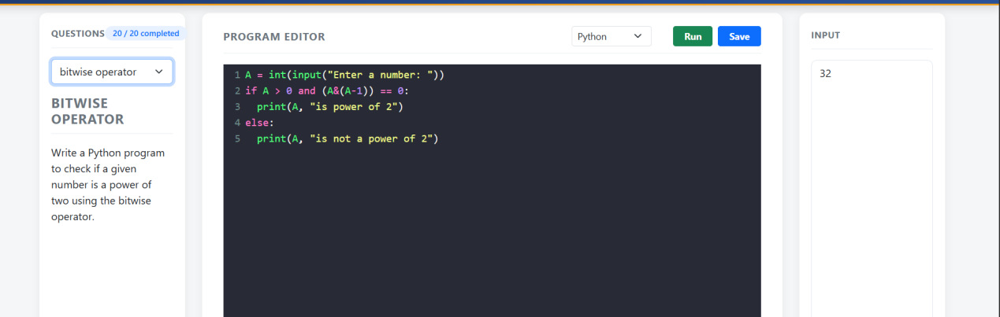 QUESTIONS 20 / 20 completed
bitwise operator
BITWISE
OPERATOR
Write a Python program
to check if a given
number is a power of
two using the bitwise
operator.
PROGRAM EDITOR
Python
Run
Save
1 A = int(input("Enter a number: "))
2 if A > 0 and (A&(A-1)) == 0:
3   print(A, "is power of 2")
4 else:
5   print(A, "is not a power of 2")
INPUT
32